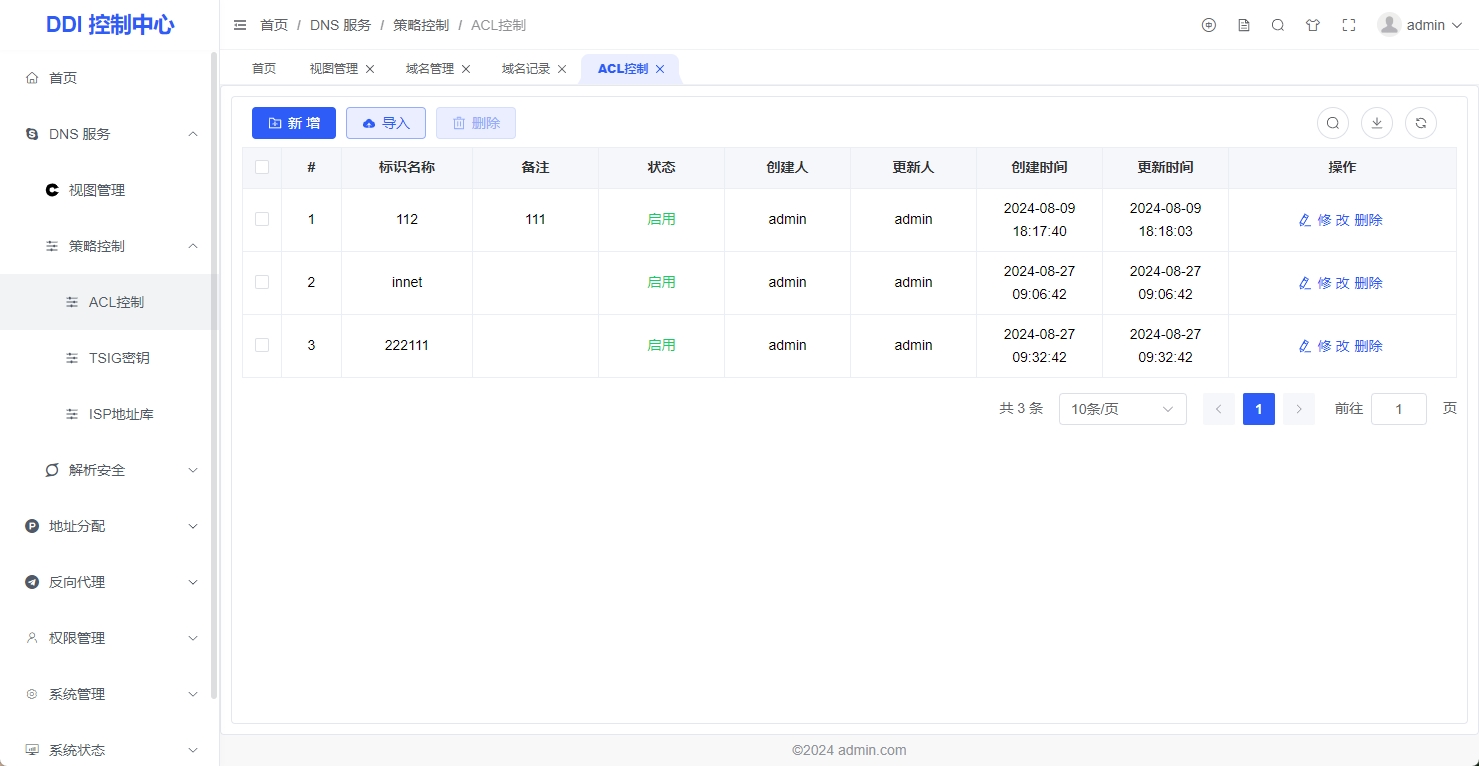 DDI 控制中心
首页 / DNS 服务 / 策略控制 / ACL控制
admin
首页
DNS 服务
视图管理
策略控制
ACL控制
TSIG密钥
ISP地址库
解析安全
地址分配
反向代理
权限管理
系统管理
系统状态
首页 视图管理 域名管理 域名记录 ACL控制
新 增 导入 删除
# 标识名称 备注 状态 创建人 更新人 创建时间 更新时间 操作
1 112 111 启用 admin admin 2024-08-09 18:17:40 2024-08-09 18:18:03 修 改 删除
2 innet 启用 admin admin 2024-08-27 09:06:42 2024-08-27 09:06:42 修 改 删除
3 222111 启用 admin admin 2024-08-27 09:32:42 2024-08-27 09:32:42 修 改 删除
共 3 条 10条/页 1 前往 1 页
©2024 admin.com